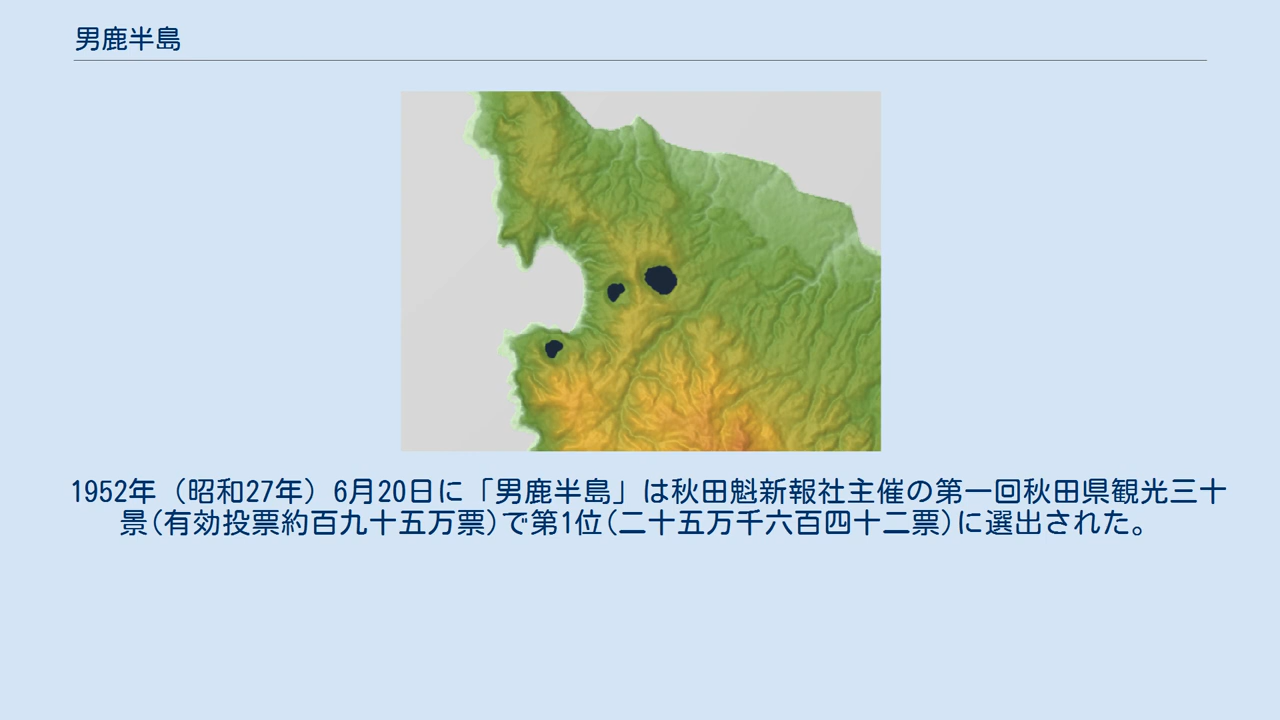 男鹿半島
1952年（昭和27年）6月20日に「男鹿半島」は秋田魁新報社主催の第一回秋田県観光三十
景(有効投票約百九十五万票)で第1位(二十五万千六百四十二票)に選出された。